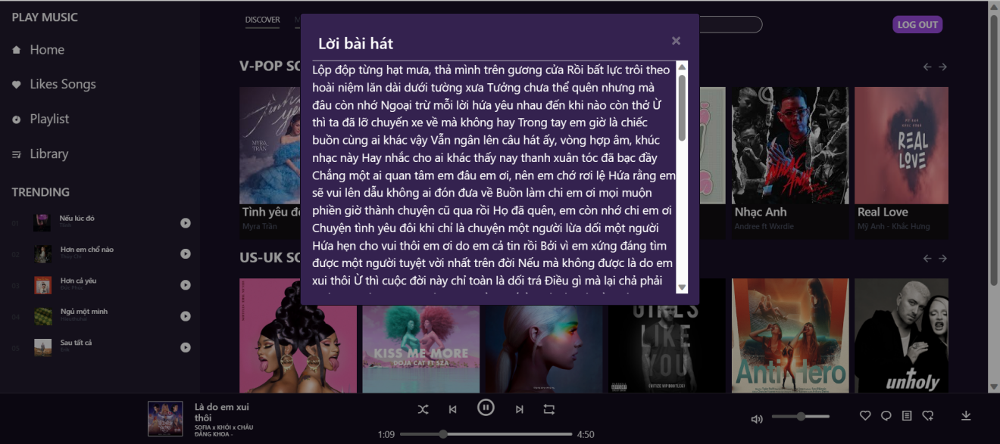 PLAY MUSIC
Home
Likes Songs
Playlist
Library
TRENDING
01
Nếu lúc đó
Tlinh
02
Hơn em chỗ nào
Thùy Chi
03
Hơn cả yêu
Đức Phúc
04
Ngủ một mình
Hieuthuhai
05
Sau tất cả
Erik
DISCOVER
LOG OUT
Lời bài hát
×
Lộp độp từng hạt mưa, thả mình trên gương cửa Rồi bất lực trôi theo
hoài niệm lăn dài dưới tường xưa Tưởng chưa thể quên nhưng mà
đâu còn nhớ Ngoại trừ mỗi lời hứa yêu nhau đến khi nào còn thở Ừ
thì ta đã lỡ chuyến xe về mà không hay Trong tay em giờ là chiếc
buồn cùng ai khác vậy Vẫn ngân lên câu hát ấy, vòng hợp âm, khúc
nhạc này Hay nhắc cho ai khác thấy nay thanh xuân tóc đã bạc đầy
Chẳng một ai quan tâm em đâu em ơi, nên em chớ rơi lệ Hứa rằng em
sẽ vui lên dẫu không ai đón đưa về Buồn làm chi em ơi mọi muộn
phiền giờ thành chuyện cũ qua rồi Họ đã quên, em còn nhớ chi em ơi
Chuyện tình yêu đôi khi chỉ là chuyện một người lừa dối một người
Hứa hẹn cho vui thôi em ơi do em cả tin rồi Bởi vì em xứng đáng tìm
được một người tuyệt vời nhất trên đời Nếu mà không được là do em
xui thôi Ừ thì cuộc đời này chỉ toàn là dối trá Điều gì mà lại chả phải
V-POP SO
MYRA
TRẦN
NHẠC
ANH
REAL
LOVE
Tình yêu đ
Myra Trần
Nhạc Anh
Andree ft Wxrdie
Real Love
Mỹ Anh - Khắc Hưng
US-UK SO
KISS ME MORE
DOJA CAT FT SZA
GIRLS
LIKE
YOU
Anti-Hero
unholy
Là do em xui
thôi
SOFIA x KHÓI x CHÂU
ĐĂNG KHOA -
1:09
4:50